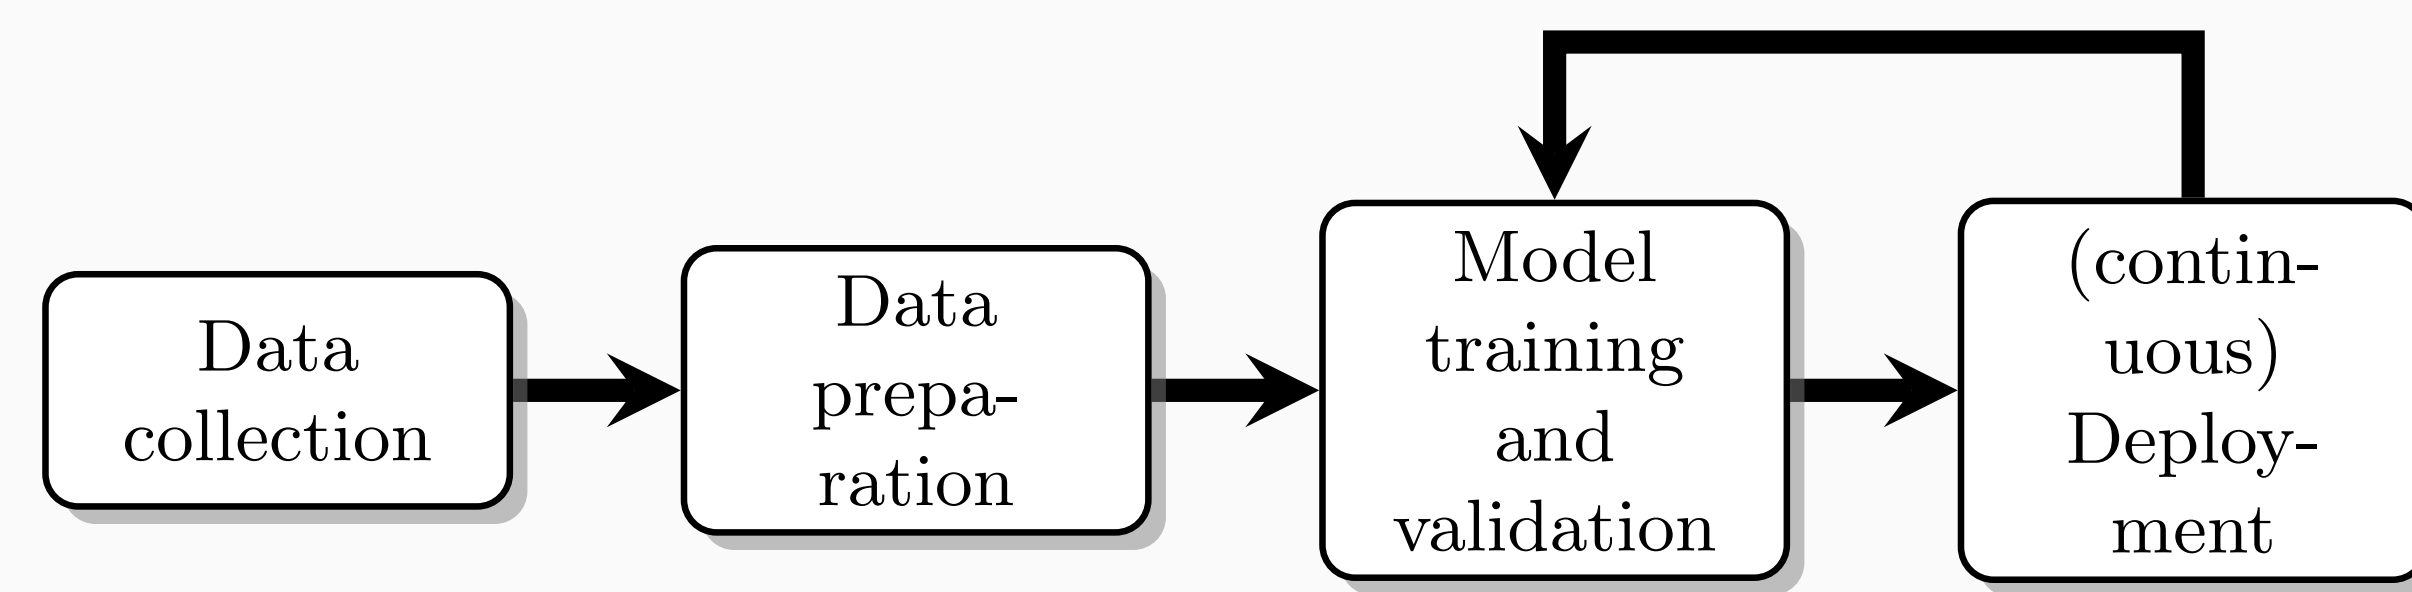 Data
collection
Data
prepa-
ration
Model
training
and
validation
(contin-
uous)
Deploy-
ment